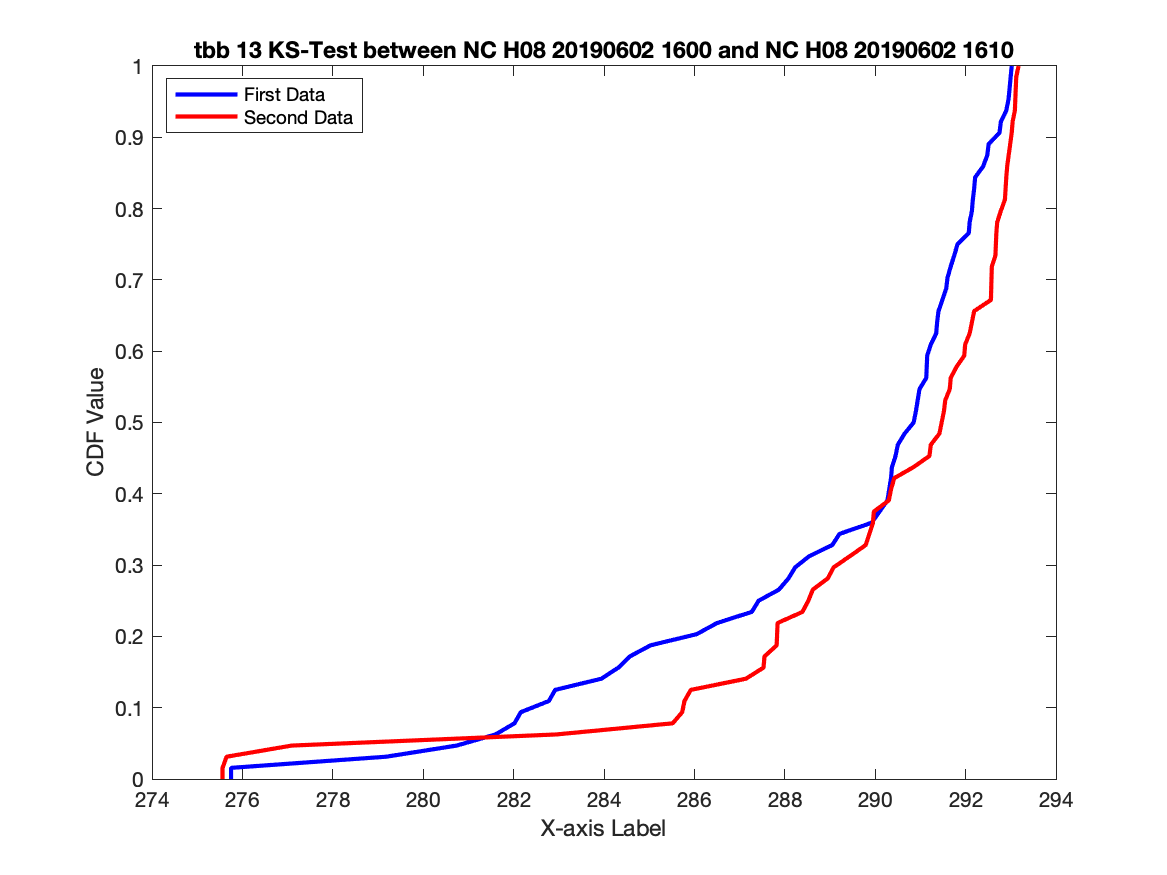 tbb 13 KS-Test between NC H08 20190602 1600 and NC H08 20190602 1610
First Data
Second Data
1
0.9
0.8
0.7
0.6
0.5
0.4
0.3
0.2
0.1
0
CDF Value
274 276 278 280 282 284 286 288 290 292 294
X-axis Label